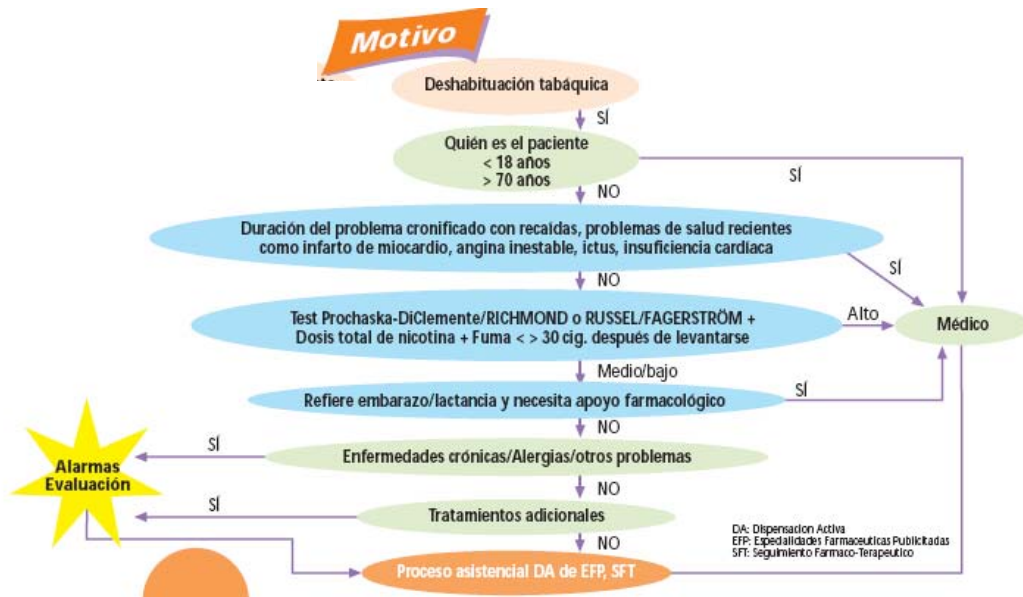 Motivo
Deshabituación tabáquica
SÍ
Quién es el paciente
< 18 años
> 70 años
SÍ
NO
Duración del problema cronificado con recaídas, problemas de salud recientes
como infarto de miocardio, angina inestable, ictus, insuficiencia cardíaca
SÍ
NO
Test Prochaska-DiClemente/RICHMOND o RUSSEL/FAGERSTRÖM +
Dosis total de nicotina + Fuma < > 30 cig. después de levantarse
Alto
Médico
Medio/bajo
Refiere embarazo/lactancia y necesita apoyo farmacológico
SÍ
NO
Enfermedades crónicas/Alergias/otros problemas
SÍ
Alarmas
Evaluación
NO
Tratamientos adicionales
SÍ
NO
Proceso asistencial DA de EFP, SFT
DA: Dispensacion Activa
EFP: Especialidades Farmaceuticas Publicitadas
SFT: Seguimiento Farmaco-Terapeutico